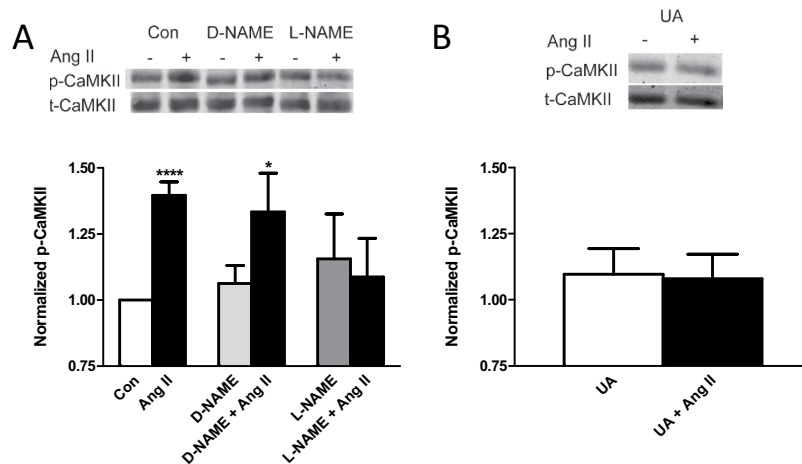 A
Con D-NAME L-NAME
Ang II - + - + - +
p-CaMKII
t-CaMKII
Normalized p-CaMKII
1.50
1.25
1.00
0.75
****
*
Con
Ang II
D-NAME
D-NAME + Ang II
L-NAME
L-NAME + Ang II
B
UA
Ang II - +
p-CaMKII
t-CaMKII
Normalized p-CaMKII
1.50
1.25
1.00
0.75
UA
UA + Ang II